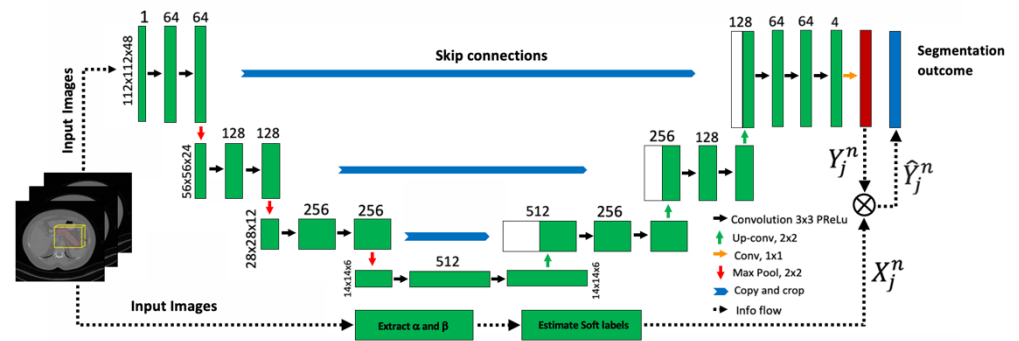 1 64 64
112x112x48
Input Images
Skip connections
128 64 64 4
Segmentation
outcome
128 128
56x56x24
256 128
Y_j^n
Ŷ_j^n
256 256
28x28x12
512 256
512
14x14x6
14x14x6
Convolution 3x3 PReLu
Up-conv, 2x2
Conv, 1x1
Max Pool, 2x2
Copy and crop
Info flow
X_j^n
Input Images
Extract α and β
Estimate Soft labels